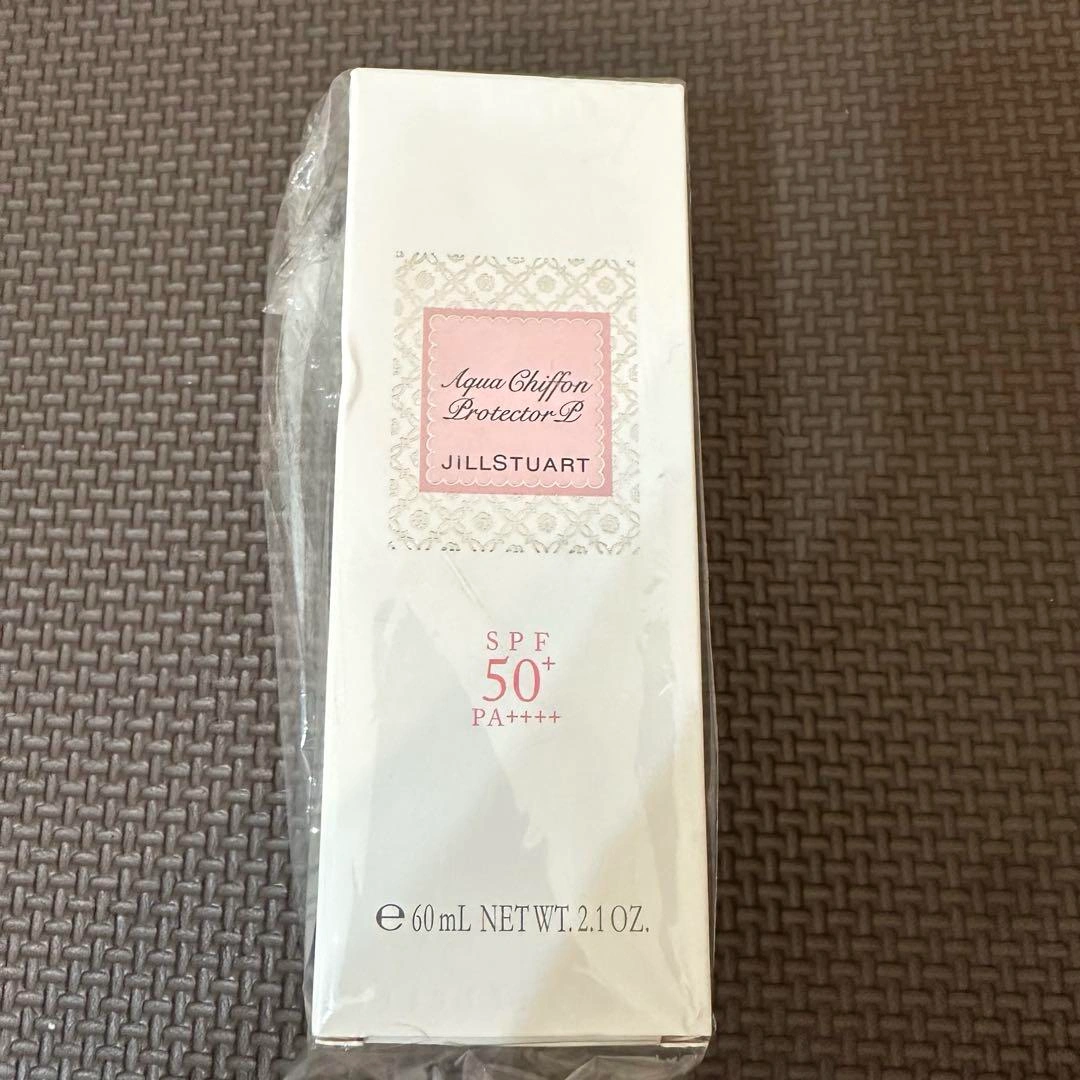 Aqua Chiffon
Protector P
JILLSTUART
SPF
50+
PA++++
℮ 60 mL NET WT. 2.1 OZ.